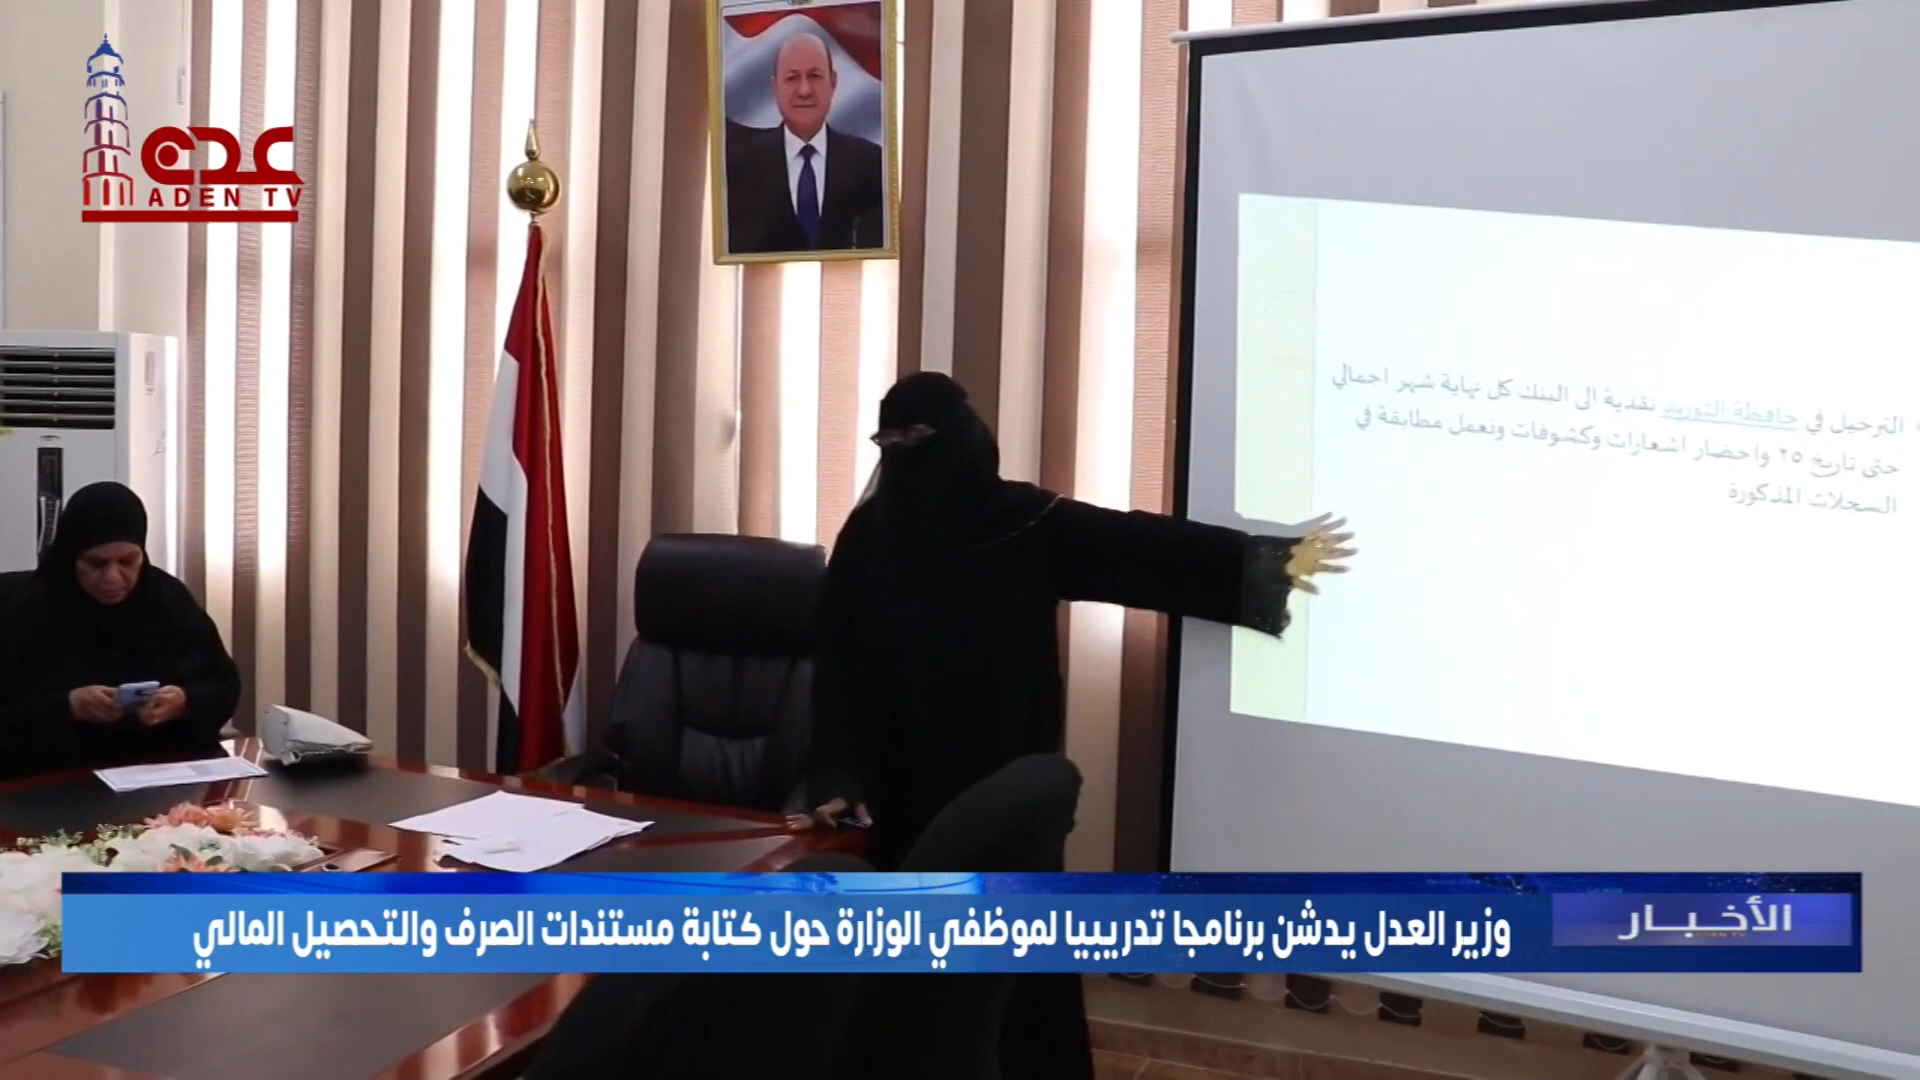 عدن
ADEN TV
الترحيل في حافظة التوريد نقدية الى البنك كل نهاية شهر اجمالي
حتى تاريخ ٢٥ واحضار اشعارات وكشوفات ونعمل مطابقة في
السجلات المذكورة
الأخبار
ADEN TV
وزير العدل يدشن برنامجا تدريبيا لموظفي الوزارة حول كتابة مستندات الصرف والتحصيل المالي